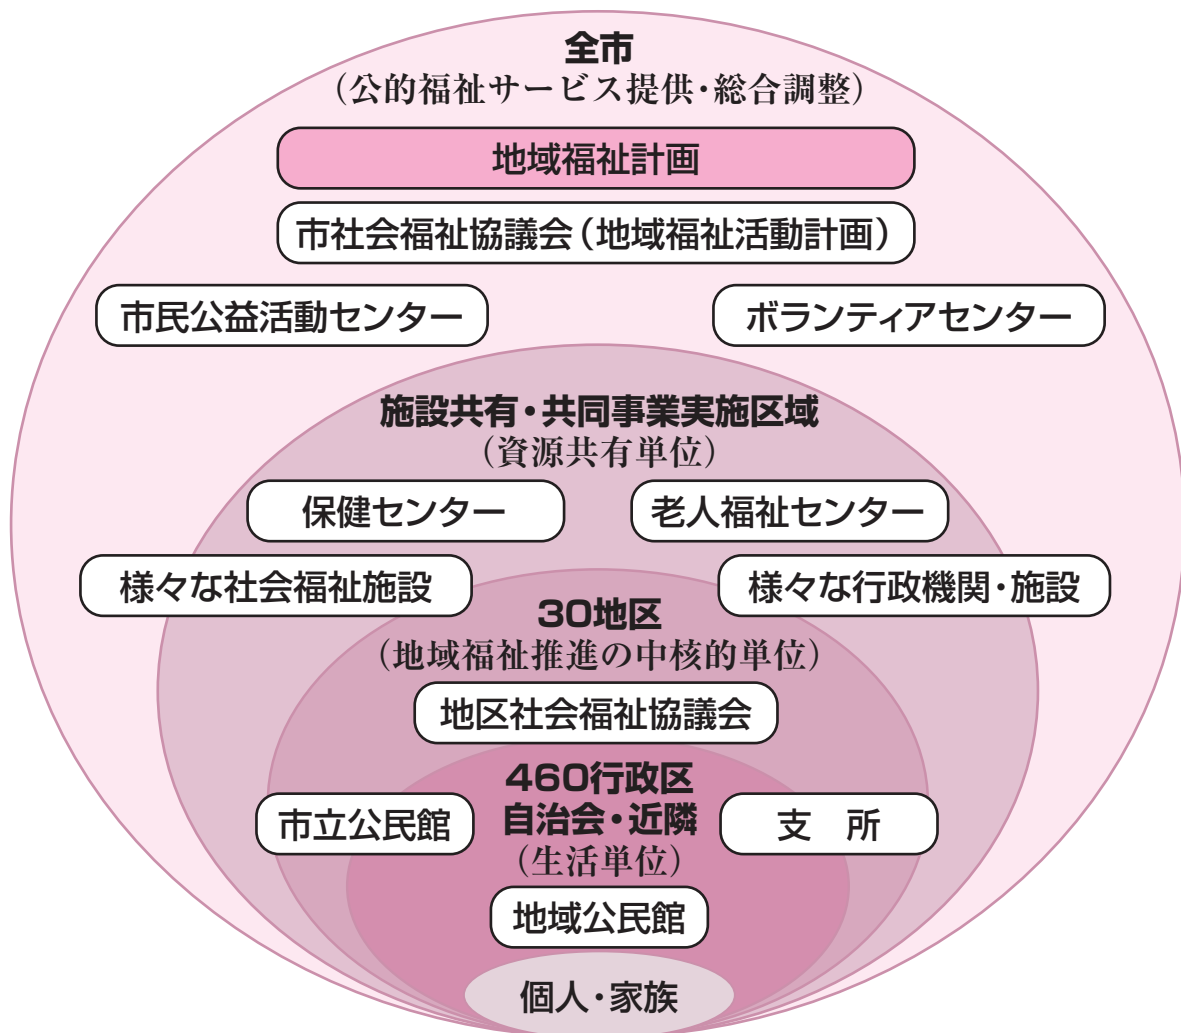 全市
（公的福祉サービス提供・総合調整）
地域福祉計画
市社会福祉協議会（地域福祉活動計画）
市民公益活動センター
ボランティアセンター
施設共有・共同事業実施区域
（資源共有単位）
保健センター
老人福祉センター
様々な社会福祉施設
様々な行政機関・施設
30地区
（地域福祉推進の中核的単位）
地区社会福祉協議会
460行政区
自治会・近隣
（生活単位）
市立公民館
支　所
地域公民館
個人・家族